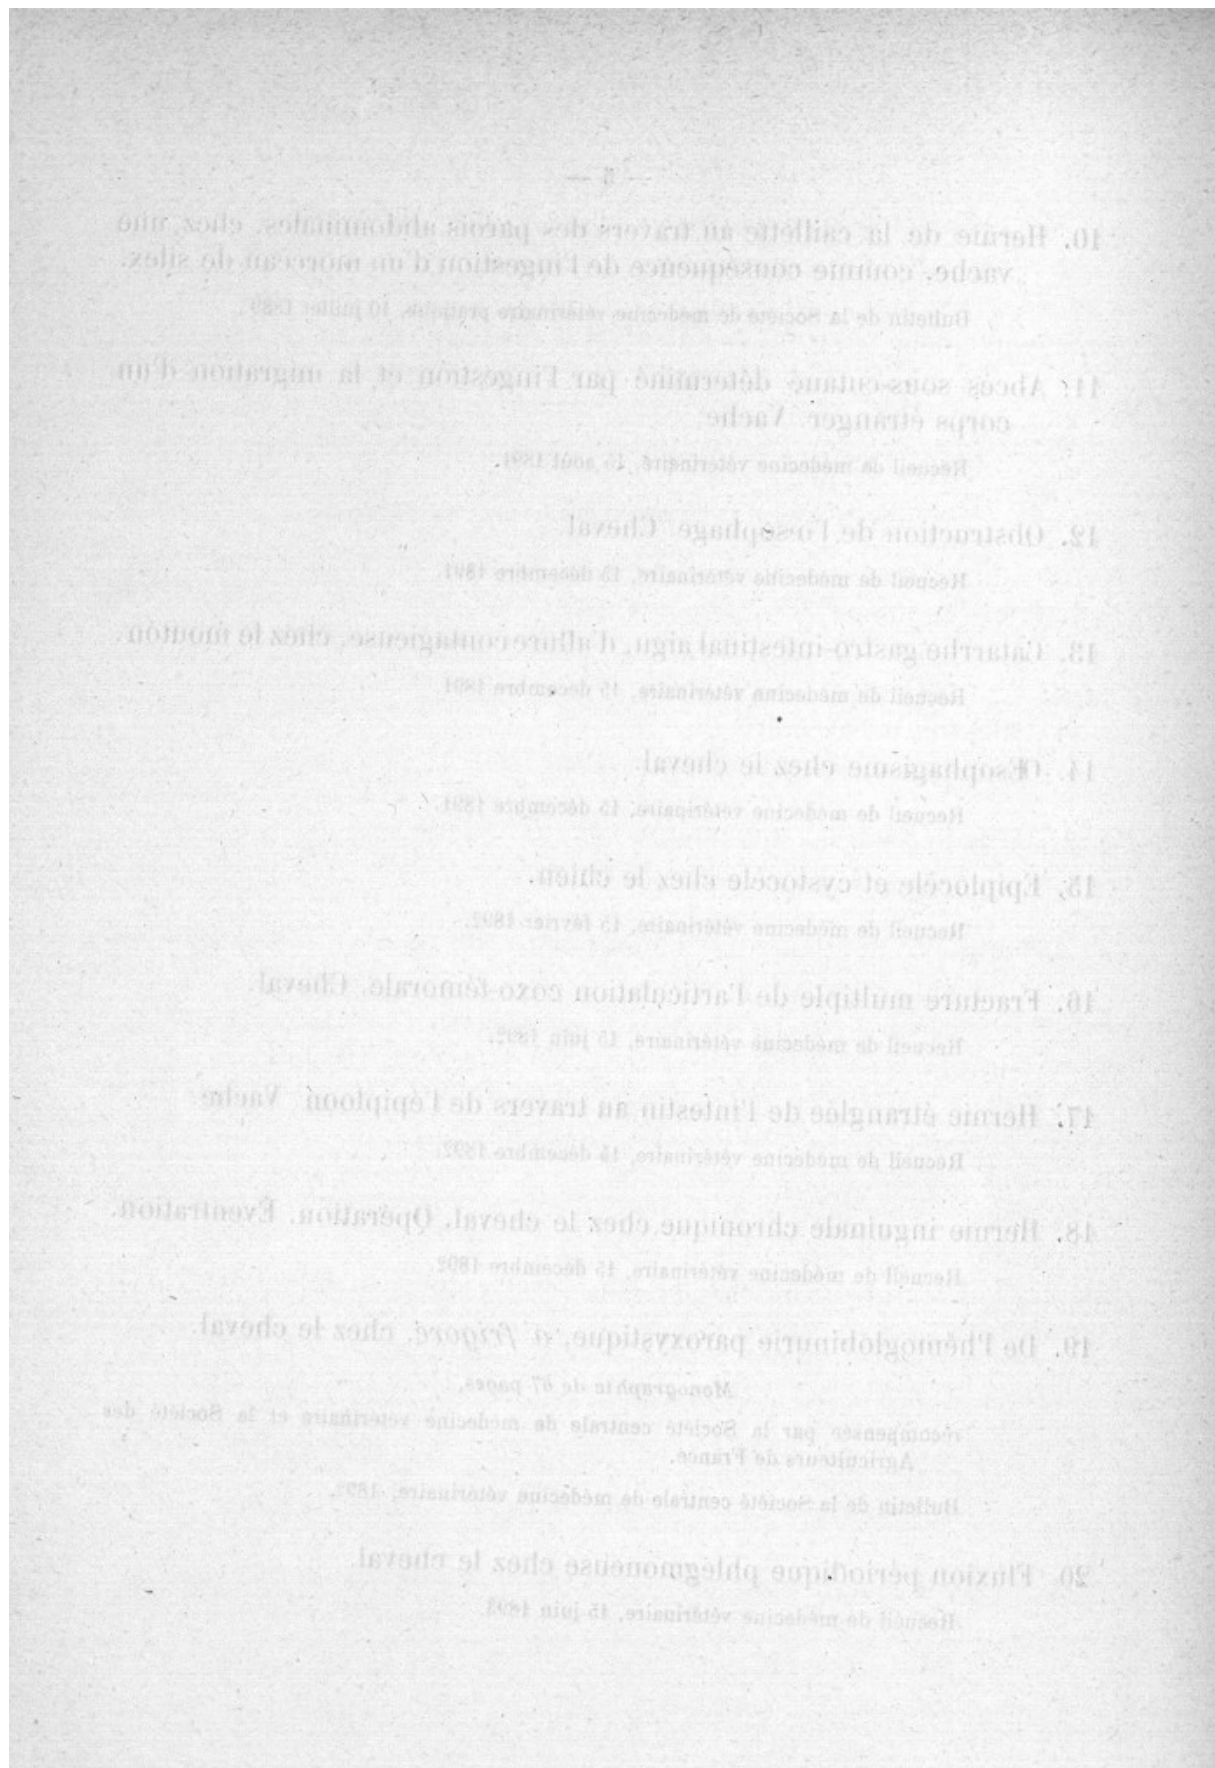 10. Hernie de la caillette au travers des parois abdominales, chez une
vache, comme conséquence de l'ingestion d'un morceau de silex.
Bulletin de la Société de médecine vétérinaire pratique, 10 juillet 1889.
11. Abcès sous-cutané déterminé par l'ingestion et la migration d'un
corps étranger. Vache
Recueil de médecine vétérinaire, 15 août 1891.
12. Obstruction de l'œsophage. Cheval
Recueil de médecine vétérinaire, 15 décembre 1891
13. Catarrhe gastro-intestinal aigu, d'allure contagieuse, chez le mouton.
Recueil de médecine vétérinaire, 15 décembre 1891
14. Œsophagisme chez le cheval.
Recueil de médecine vétérinaire, 15 décembre 1891.
15. Épiplocèle et cystocèle chez le chien.
Recueil de médecine vétérinaire, 15 février 1892.
16. Fracture multiple de l'articulation coxo-fémorale. Cheval.
Recueil de médecine vétérinaire, 15 juin 1892.
17. Hernie étranglée de l'intestin au travers de l'épiploon Vache
Recueil de médecine vétérinaire, 15 décembre 1892.
18. Hernie inguinale chronique chez le cheval. Opération. Éventration.
Recueil de médecine vétérinaire, 15 décembre 1892.
19. De l'hémoglobinurie paroxystique, a frigore, chez le cheval.
Monographie de pages,
récompensée par la Société centrale de médecine vétérinaire et la Société des
Agriculteurs de France.
Bulletin de la Société centrale de médecine vétérinaire, 1892.
20. Fluxion périodique phlegmoneuse chez le cheval.
Recueil de médecine vétérinaire, 15 juin 1893